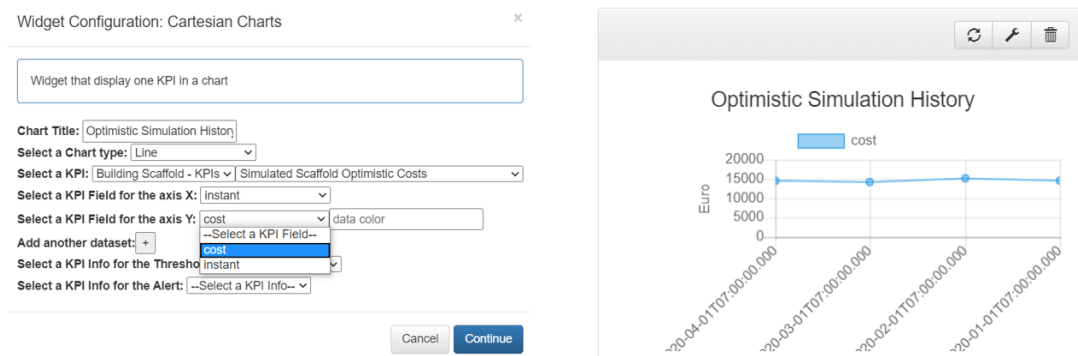 Widget Configuration: Cartesian Charts
×
Widget that display one KPI in a chart
Chart Title: Optimistic Simulation History
Select a Chart type: Line
Select a KPI: Building Scaffold - KPIs Simulated Scaffold Optimistic Costs
Select a KPI Field for the axis X: instant
Select a KPI Field for the axis Y: cost data color
--Select a KPI Field--
Add another dataset: +
cost
Select a KPI Info for the Thresho
instant
Select a KPI Info for the Alert: --Select a KPI Info--
Cancel Continue
Optimistic Simulation History
cost
20000
15000
10000
5000
0
Euro
20-04-01T07:00:00.000
020-03-01T07:00:00.000
020-02-01T07:00:00.000
020-01-01T07:00:00.000